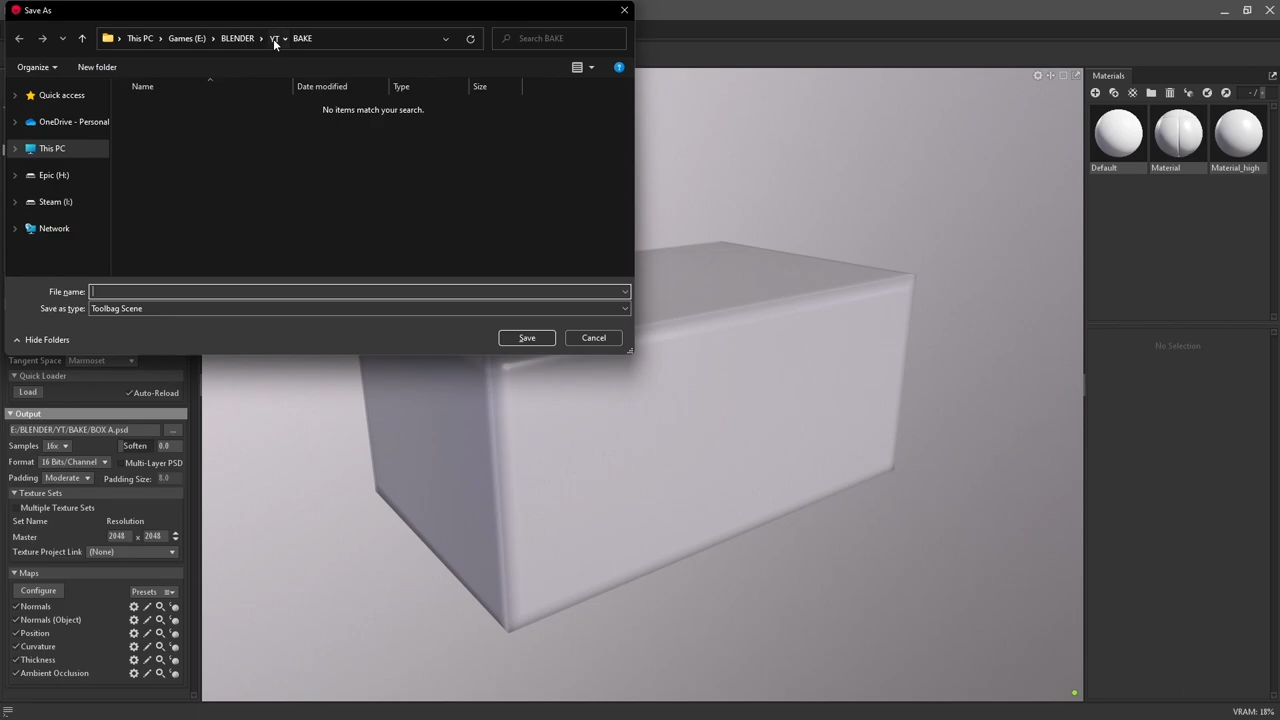 Save As
This PC
Games (E:)
BLENDER
YT
BAKE
Search BAKE
Organize
New folder
Name
Date modified
Type
Size
No items match your search.
Quick access
OneDrive - Personal
This PC
Epic (H:)
Steam (I:)
Network
File name:
Save as type:
Toolbag Scene
Hide Folders
Save
Cancel
Materials
- /
Default
Material
Material_high
No Selection
Tangent Space
Marmoset
Quick Loader
Load
Auto-Reload
Output
E:/BLENDER/YT/BAKE/BOX A.psd
...
Samples
16x
Soften
0.0
Format
16 Bits/Channel
Multi-Layer PSD
Padding
Moderate
Padding Size:
8.0
Texture Sets
Multiple Texture Sets
Set Name
Resolution
Master
2048 x 2048
Texture Project Link
(None)
Maps
Configure
Presets
Normals
Normals (Object)
Position
Curvature
Thickness
Ambient Occlusion
VRAM: 18%